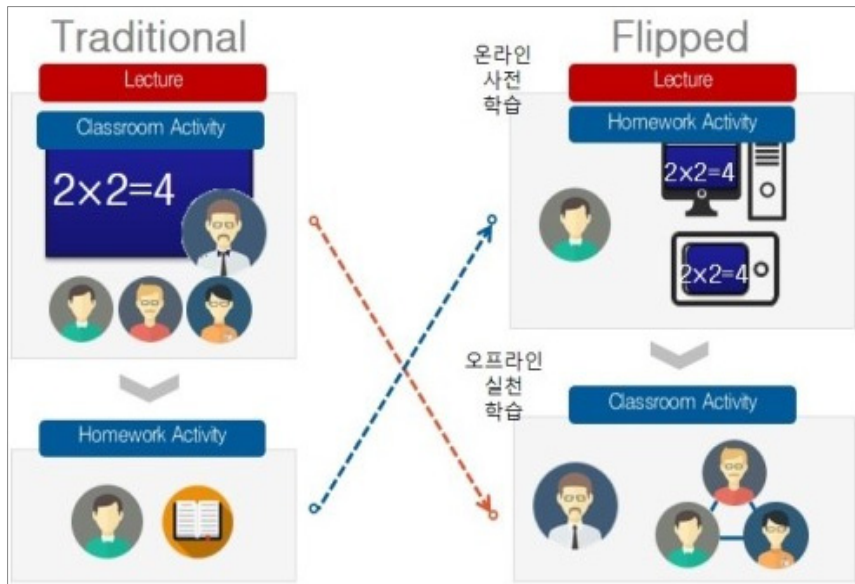 Traditional
Lecture
Classroom Activity
2×2=4
Homework Activity
Flipped
온라인
사전
학습
Lecture
Homework Activity
2×2=4
2×2=4
오프라인
실천
학습
Classroom Activity